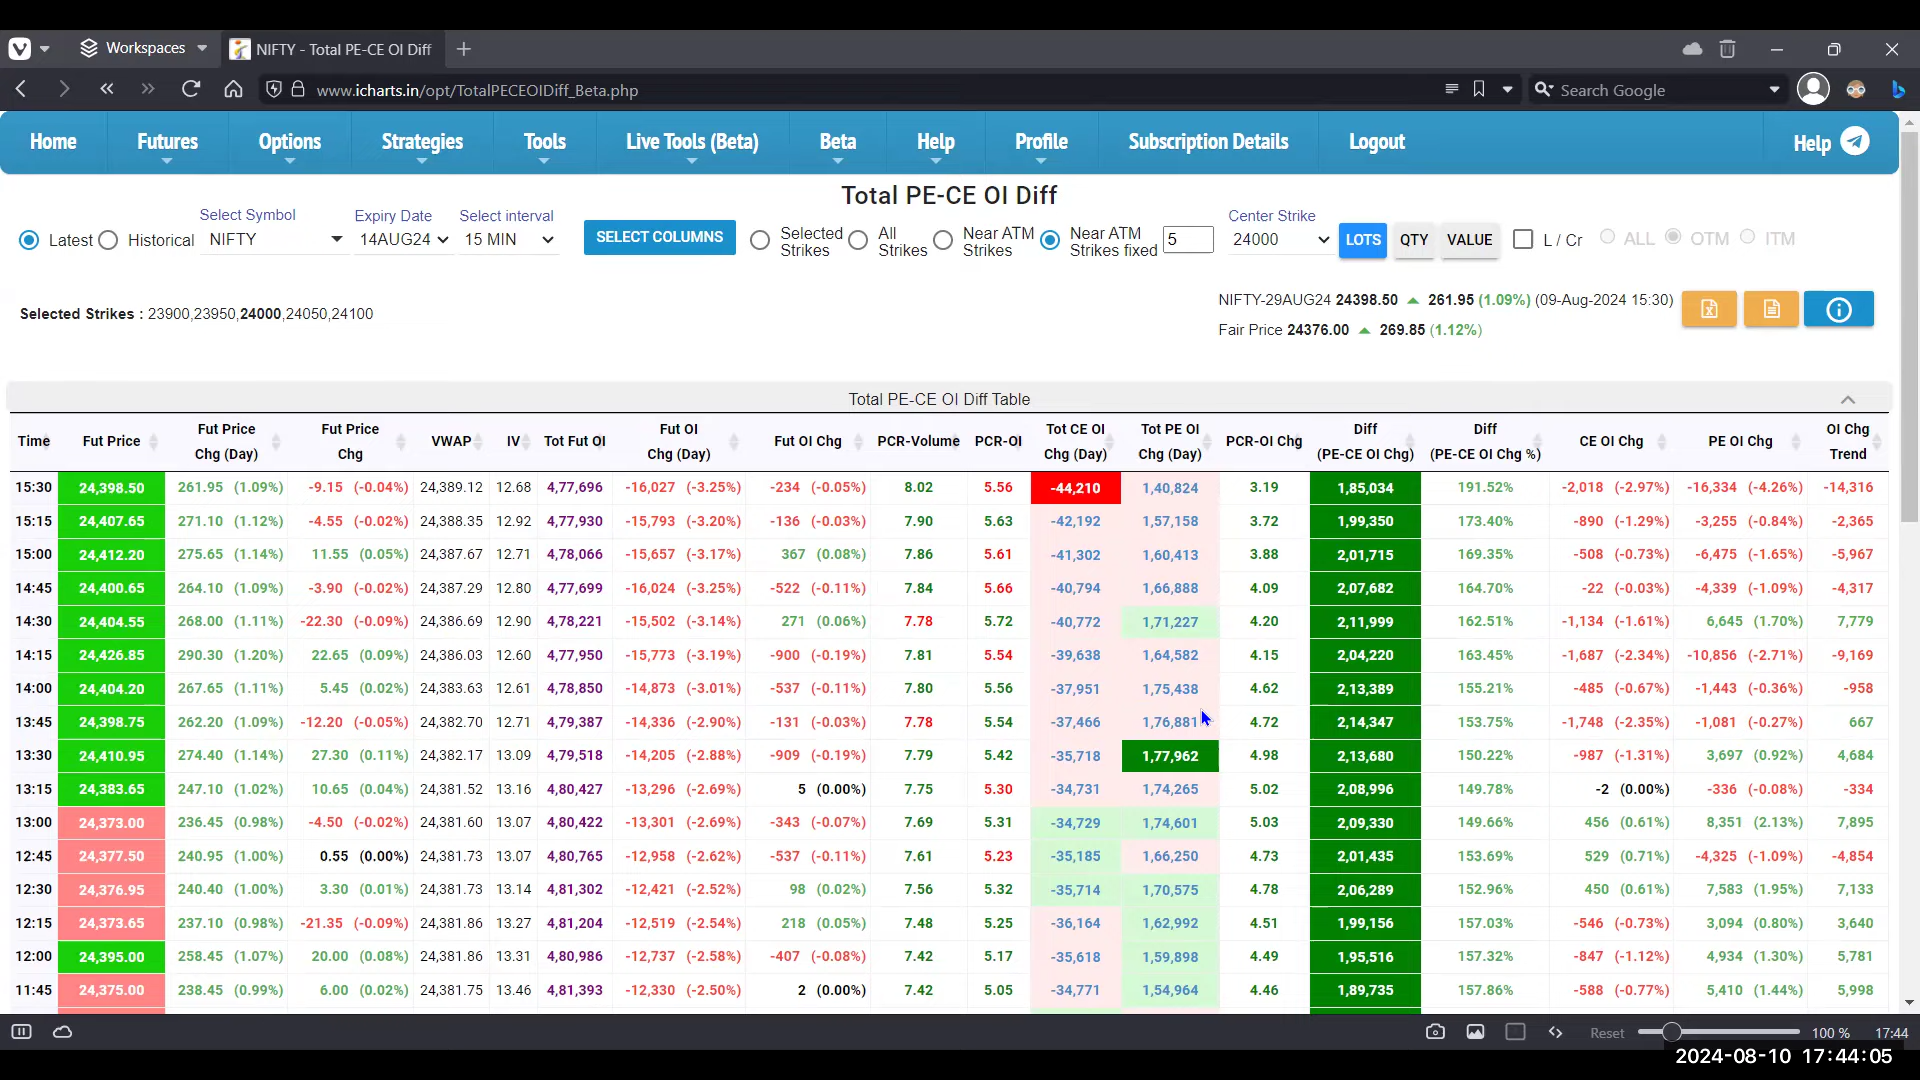 Workspaces NIFTY - Total PE-CE OI Diff
www.icharts.in/opt/TotalPECEOIDiff_Beta.php Search Google
Home Futures Options Strategies Tools Live Tools (Beta) Beta Help Profile Subscription Details Logout Help
Total PE-CE OI Diff
Select Symbol Expiry Date Select interval Center Strike
Latest Historical NIFTY 14AUG24 15 MIN SELECT COLUMNS Selected Strikes All Strikes Near ATM Strikes Near ATM Strikes fixed 5 24000 LOTS QTY VALUE L / Cr ALL OTM ITM
Selected Strikes : 23900,23950,24000,24050,24100
NIFTY-29AUG24 24398.50 261.95 (1.09%) (09-Aug-2024 15:30)
Fair Price 24376.00 269.85 (1.12%)
Total PE-CE OI Diff Table
Time Fut Price Fut Price Chg (Day) Fut Price Chg VWAP IV Tot Fut OI Fut OI Chg (Day) Fut OI Chg PCR-Volume PCR-OI Tot CE OI Chg (Day) Tot PE OI Chg (Day) PCR-OI Chg Diff (PE-CE OI Chg) Diff (PE-CE OI Chg %) CE OI Chg PE OI Chg OI Chg Trend
15:30 24,398.50 261.95 (1.09%) -9.15 (-0.04%) 24,389.12 12.68 4,77,696 -16,027 (-3.25%) -234 (-0.05%) 8.02 5.56 -44,210 1,40,824 3.19 1,85,034 191.52% -2,018 (-2.97%) -16,334 (-4.26%) -14,316
15:15 24,407.65 271.10 (1.12%) -4.55 (-0.02%) 24,388.35 12.92 4,77,930 -15,793 (-3.20%) -136 (-0.03%) 7.90 5.63 -42,192 1,57,158 3.72 1,99,350 173.40% -890 (-1.29%) -3,255 (-0.84%) -2,365
15:00 24,412.20 275.65 (1.14%) 11.55 (0.05%) 24,387.67 12.71 4,78,066 -15,657 (-3.17%) 367 (0.08%) 7.86 5.61 -41,302 1,60,413 3.88 2,01,715 169.35% -508 (-0.73%) -6,475 (-1.65%) -5,967
14:45 24,400.65 264.10 (1.09%) -3.90 (-0.02%) 24,387.29 12.80 4,77,699 -16,024 (-3.25%) -522 (-0.11%) 7.84 5.66 -40,794 1,66,888 4.09 2,07,682 164.70% -22 (-0.03%) -4,339 (-1.09%) -4,317
14:30 24,404.55 268.00 (1.11%) -22.30 (-0.09%) 24,386.69 12.90 4,78,221 -15,502 (-3.14%) 271 (0.06%) 7.78 5.72 -40,772 1,71,227 4.20 2,11,999 162.51% -1,134 (-1.61%) 6,645 (1.70%) 7,779
14:15 24,426.85 290.30 (1.20%) 22.65 (0.09%) 24,386.03 12.60 4,77,950 -15,773 (-3.19%) -900 (-0.19%) 7.81 5.54 -39,638 1,64,582 4.15 2,04,220 163.45% -1,687 (-2.34%) -10,856 (-2.71%) -9,169
14:00 24,404.20 267.65 (1.11%) 5.45 (0.02%) 24,383.63 12.61 4,78,850 -14,873 (-3.01%) -537 (-0.11%) 7.80 5.56 -37,951 1,75,438 4.62 2,13,389 155.21% -485 (-0.67%) -1,443 (-0.36%) -958
13:45 24,398.75 262.20 (1.09%) -12.20 (-0.05%) 24,382.70 12.71 4,79,387 -14,336 (-2.90%) -131 (-0.03%) 7.78 5.54 -37,466 1,76,881 4.72 2,14,347 153.75% -1,748 (-2.35%) -1,081 (-0.27%) 667
13:30 24,410.95 274.40 (1.14%) 27.30 (0.11%) 24,382.17 13.09 4,79,518 -14,205 (-2.88%) -909 (-0.19%) 7.79 5.42 -35,718 1,77,962 4.98 2,13,680 150.22% -987 (-1.31%) 3,697 (0.92%) 4,684
13:15 24,383.65 247.10 (1.02%) 10.65 (0.04%) 24,381.52 13.16 4,80,427 -13,296 (-2.69%) 5 (0.00%) 7.75 5.30 -34,731 1,74,265 5.02 2,08,996 149.78% -2 (0.00%) -336 (-0.08%) -334
13:00 24,373.00 236.45 (0.98%) -4.50 (-0.02%) 24,381.60 13.07 4,80,422 -13,301 (-2.69%) -343 (-0.07%) 7.69 5.31 -34,729 1,74,601 5.03 2,09,330 149.66% 456 (0.61%) 8,351 (2.13%) 7,895
12:45 24,377.50 240.95 (1.00%) 0.55 (0.00%) 24,381.73 13.07 4,80,765 -12,958 (-2.62%) -537 (-0.11%) 7.61 5.23 -35,185 1,66,250 4.73 2,01,435 153.69% 529 (0.71%) -4,325 (-1.09%) -4,854
12:30 24,376.95 240.40 (1.00%) 3.30 (0.01%) 24,381.73 13.14 4,81,302 -12,421 (-2.52%) 98 (0.02%) 7.56 5.32 -35,714 1,70,575 4.78 2,06,289 152.96% 450 (0.61%) 7,583 (1.95%) 7,133
12:15 24,373.65 237.10 (0.98%) -21.35 (-0.09%) 24,381.86 13.27 4,81,204 -12,519 (-2.54%) 218 (0.05%) 7.48 5.25 -36,164 1,62,992 4.51 1,99,156 157.03% -546 (-0.73%) 3,094 (0.80%) 3,640
12:00 24,395.00 258.45 (1.07%) 20.00 (0.08%) 24,381.86 13.31 4,80,986 -12,737 (-2.58%) -407 (-0.08%) 7.42 5.17 -35,618 1,59,898 4.49 1,95,516 157.32% -847 (-1.12%) 4,934 (1.30%) 5,781
11:45 24,375.00 238.45 (0.99%) 6.00 (0.02%) 24,381.75 13.46 4,81,393 -12,330 (-2.50%) 2 (0.00%) 7.42 5.05 -34,771 1,54,964 4.46 1,89,735 157.86% -588 (-0.77%) 5,410 (1.44%) 5,998
Reset 100 % 17:44
2024-08-10 17:44:05